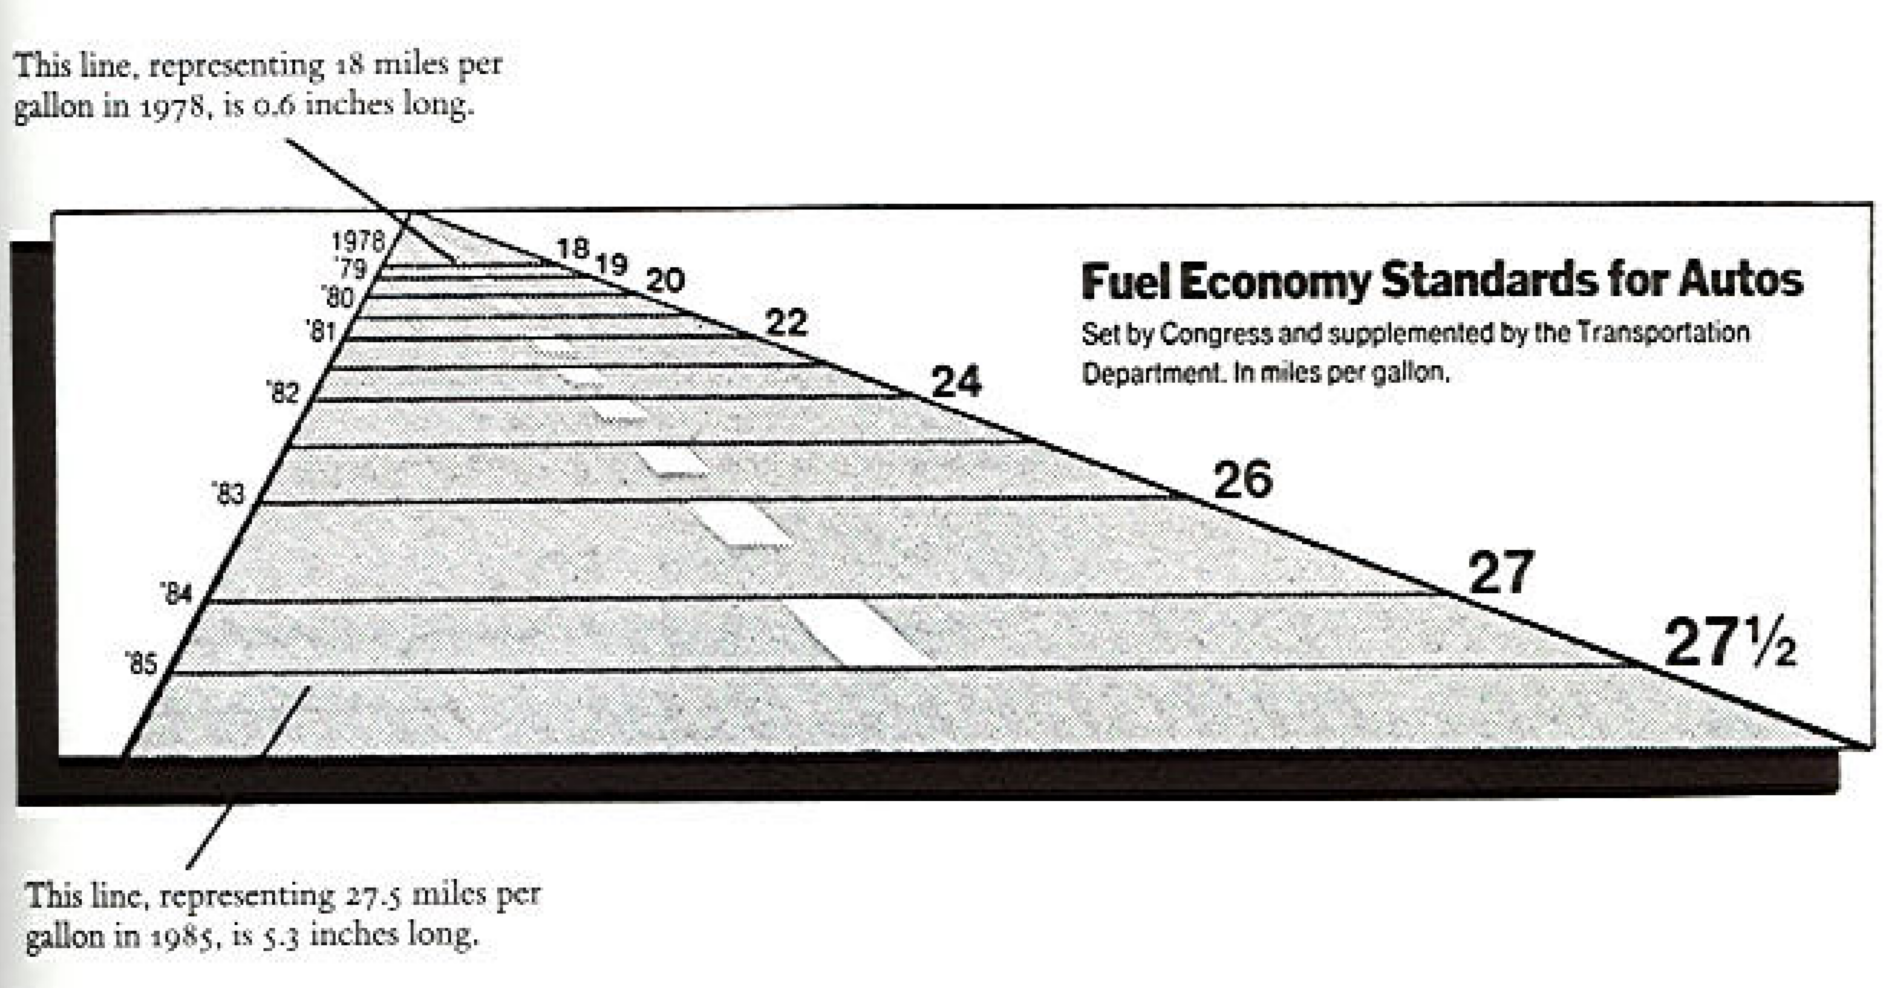 This line, representing 18 miles per
gallon in 1978, is 0.6 inches long.
1978
'79
'80
'81
'82
'83
'84
'85
18
19
20
22
24
26
27
27½
Fuel Economy Standards for Autos
Set by Congress and supplemented by the Transportation
Department. In miles per gallon.
This line, representing 27.5 miles per
gallon in 1985, is 5.3 inches long.